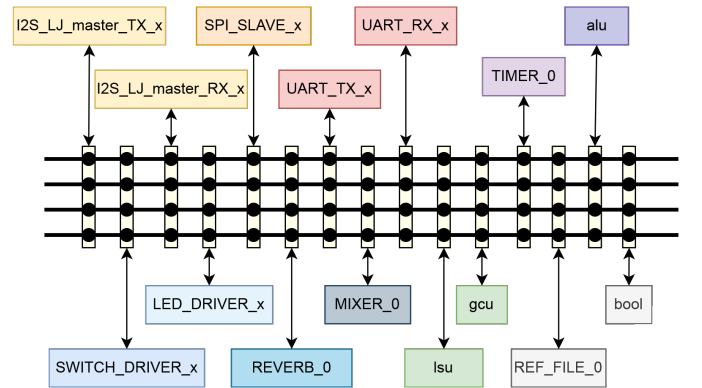 I2S_LJ_master_TX_x
SPI_SLAVE_x
UART_RX_x
alu
I2S_LJ_master_RX_x
UART_TX_x
TIMER_0
LED_DRIVER_x
MIXER_0
gcu
bool
SWITCH_DRIVER_x
REVERB_0
lsu
REF_FILE_0